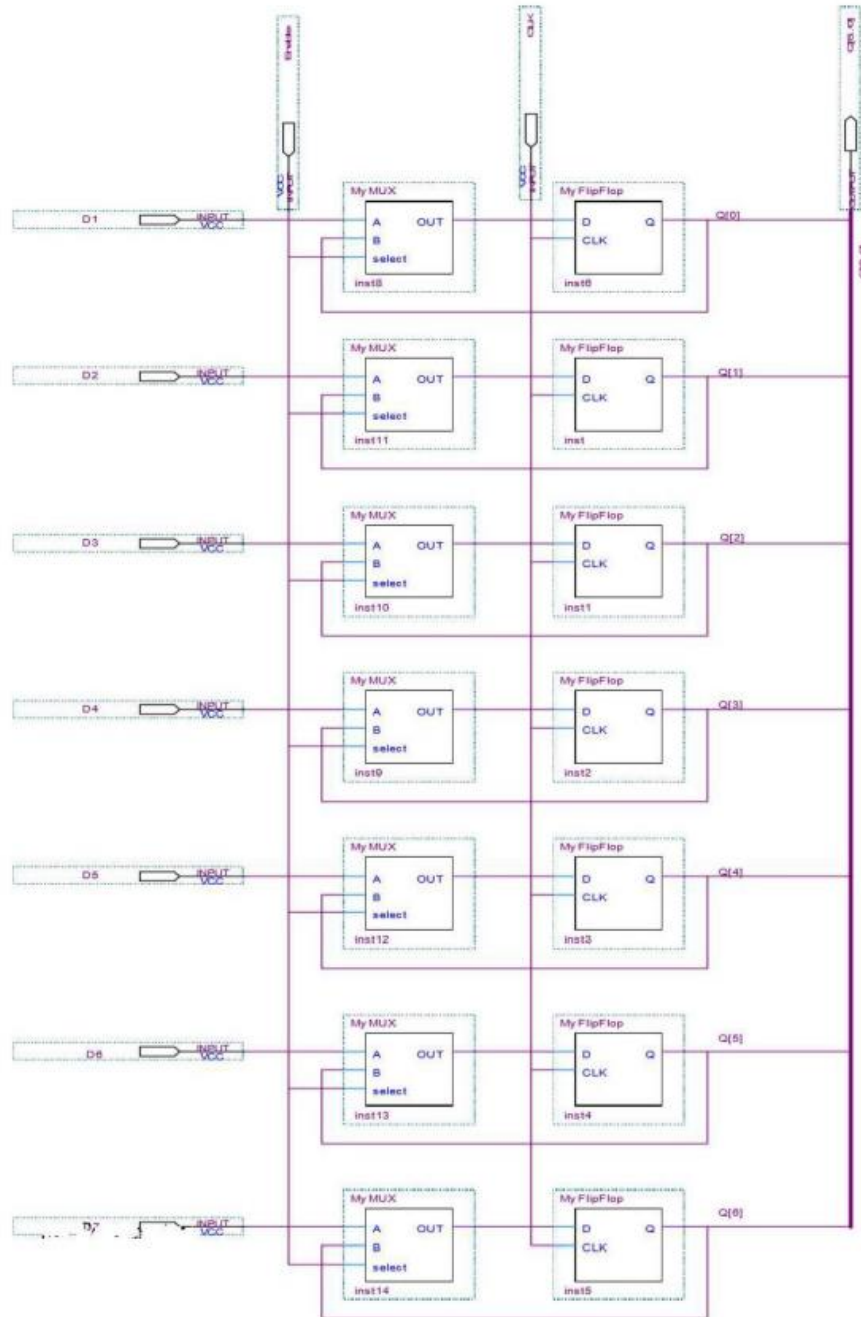 Enable
CLK
Q[6..0]
VCC
INPUT
VCC
INPUT
OUTPUT
D1
INPUT
VCC
My MUX
A
OUT
B
select
inst8
My FlipFlop
D
Q
CLK
inst6
Q[0]
D2
INPUT
VCC
My MUX
A
OUT
B
select
inst11
My FlipFlop
D
Q
CLK
inst
Q[1]
D3
INPUT
VCC
My MUX
A
OUT
B
select
inst10
My FlipFlop
D
Q
CLK
inst1
Q[2]
D4
INPUT
VCC
My MUX
A
OUT
B
select
inst9
My FlipFlop
D
Q
CLK
inst2
Q[3]
D5
INPUT
VCC
My MUX
A
OUT
B
select
inst12
My FlipFlop
D
Q
CLK
inst3
Q[4]
D6
INPUT
VCC
My MUX
A
OUT
B
select
inst13
My FlipFlop
D
Q
CLK
inst4
Q[5]
INPUT
VCC
My MUX
A
OUT
B
select
inst14
My FlipFlop
D
Q
CLK
inst5
Q[6]